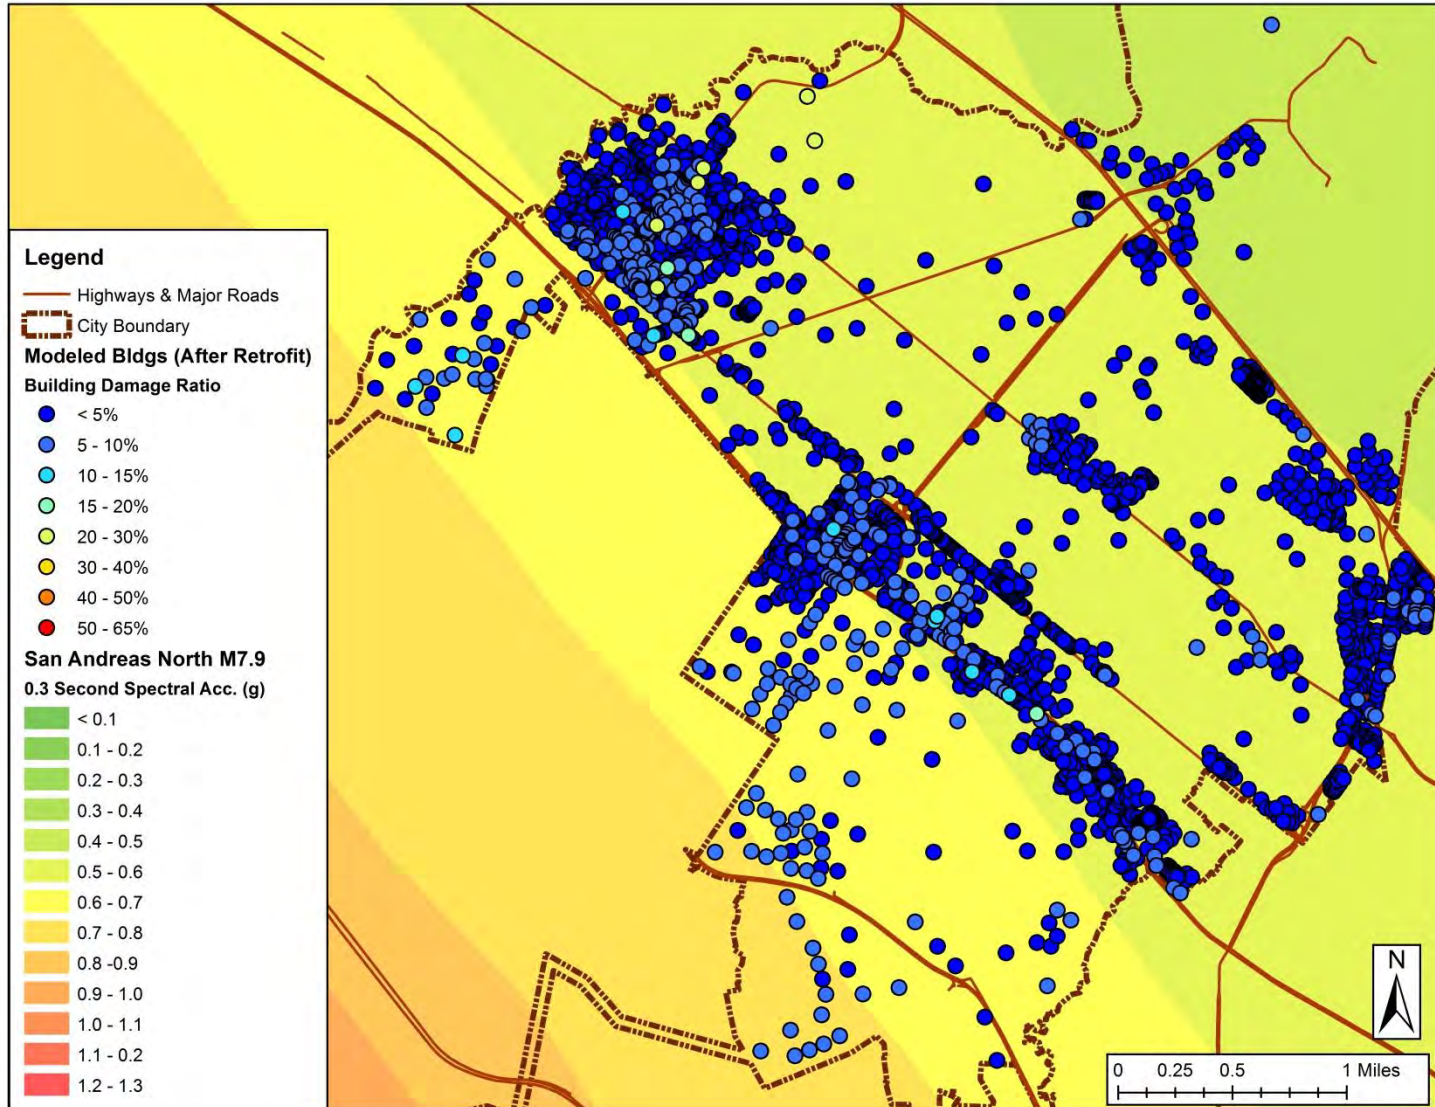 Legend
Highways & Major Roads
City Boundary
Modeled Bldgs (After Retrofit)
Building Damage Ratio
< 5%
5 - 10%
10 - 15%
15 - 20%
20 - 30%
30 - 40%
40 - 50%
50 - 65%
San Andreas North M7.9
0.3 Second Spectral Acc. (g)
< 0.1
0.1 - 0.2
0.2 - 0.3
0.3 - 0.4
0.4 - 0.5
0.5 - 0.6
0.6 - 0.7
0.7 - 0.8
0.8 -0.9
0.9 - 1.0
1.0 - 1.1
1.1 - 0.2
1.2 - 1.3
N
0 0.25 0.5 1 Miles